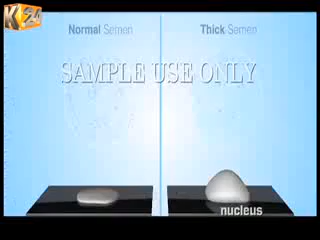 K24
Normal Semen
Thick Semen
SAMPLE USE ONLY
nucleus